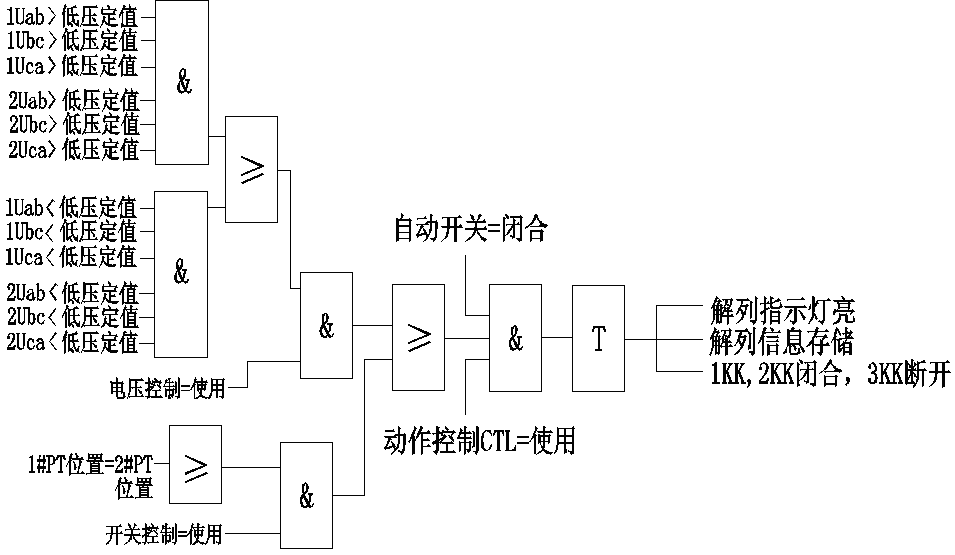 1Uab>低压定值
1Ubc>低压定值
1Uca>低压定值
2Uab>低压定值
2Ubc>低压定值
2Uca>低压定值
&
≥
1Uab<低压定值
1Ubc<低压定值
1Uca<低压定值
2Uab<低压定值
2Ubc<低压定值
2Uca<低压定值
&
电压控制=使用
&
1#PT位置=2#PT
位置
≥
开关控制=使用
&
≥
自动开关=闭合
动作控制CTL=使用
&
T
解列指示灯亮
解列信息存储
1KK,2KK闭合，3KK断开